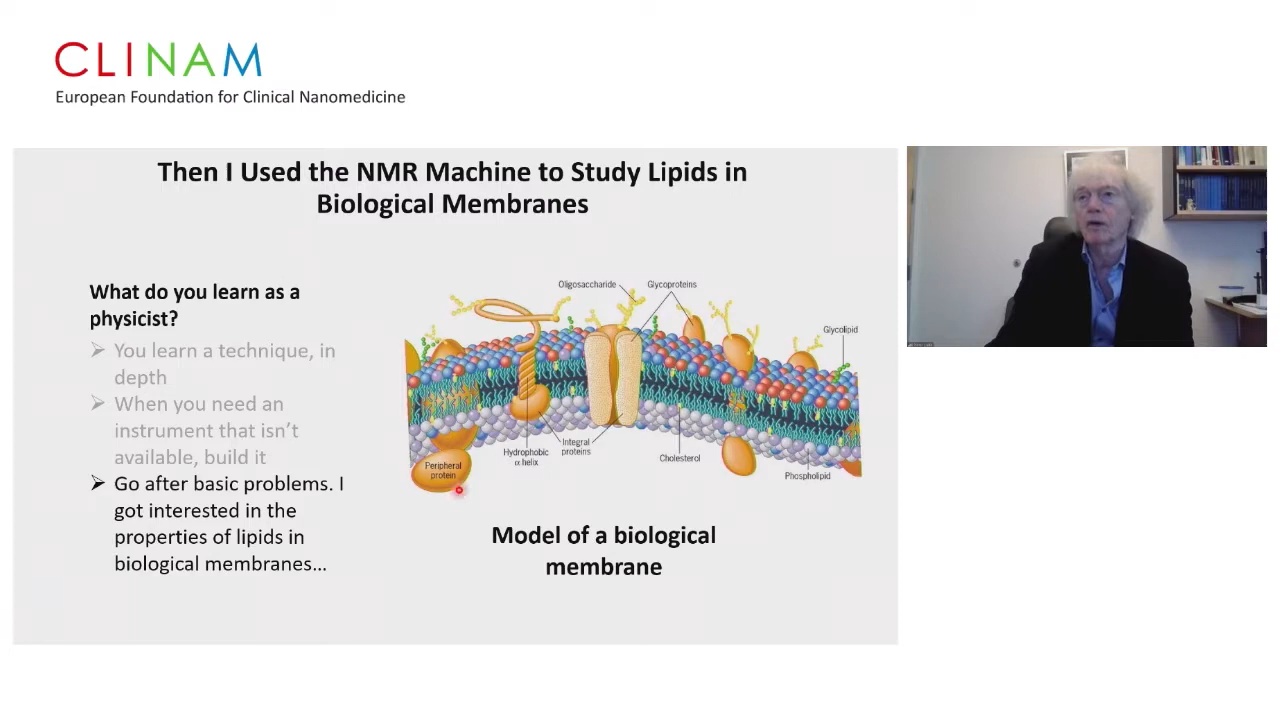 CLINAM
European Foundation for Clinical Nanomedicine
Then I Used the NMR Machine to Study Lipids in
Biological Membranes
What do you learn as a
physicist?
➢ You learn a technique, in
depth
➢ When you need an
instrument that isn't
available, build it
➢ Go after basic problems. I
got interested in the
properties of lipids in
biological membranes...
Oligosaccharide
Glycoproteins
Glycolipid
Hydrophobic
α helix
Integral
proteins
Cholesterol
Peripheral
protein
Phospholipid
Model of a biological
membrane